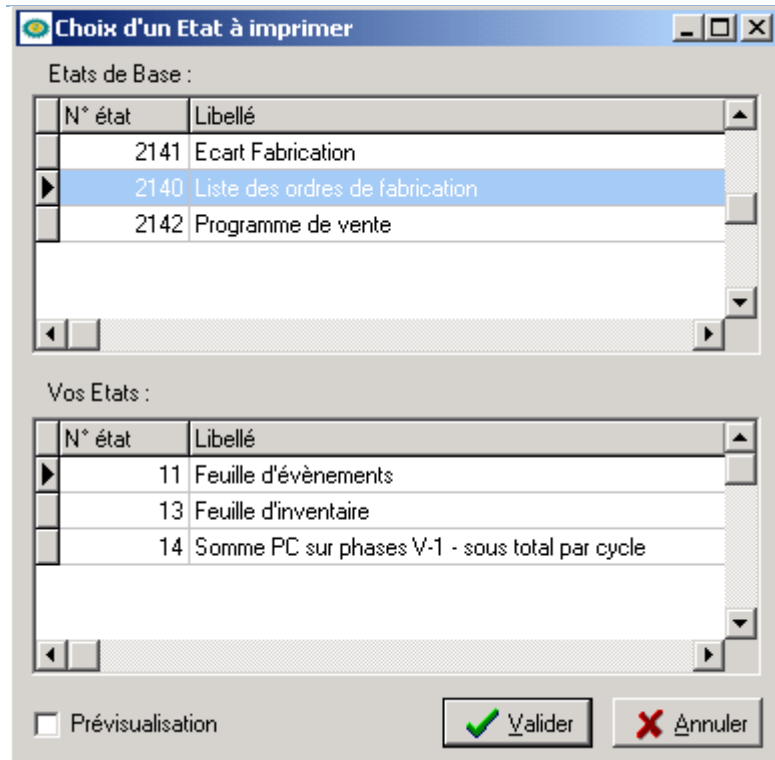 Choix d'un Etat à imprimer
Etats de Base :
N° état Libellé
2141 Ecart Fabrication
2140 Liste des ordres de fabrication
2142 Programme de vente
Vos Etats :
N° état Libellé
11 Feuille d'évènements
13 Feuille d'inventaire
14 Somme PC sur phases V-1 - sous total par cycle
Prévisualisation Valider Annuler